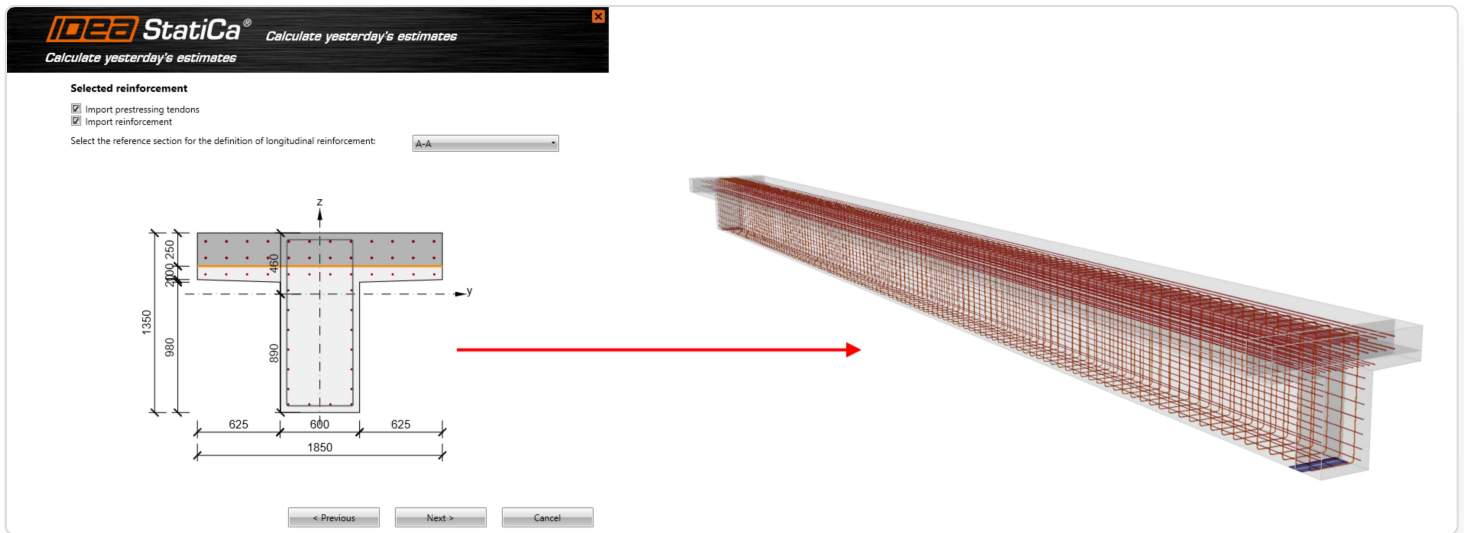 IDEA StatiCa® Calculate yesterday's estimates
Calculate yesterday's estimates
Selected reinforcement
Import prestressing tendons
Import reinforcement
Select the reference section for the definition of longitudinal reinforcement: A-A
z
250
460
100
y
1350
980
890
625 600 625
1850
< Previous Next > Cancel